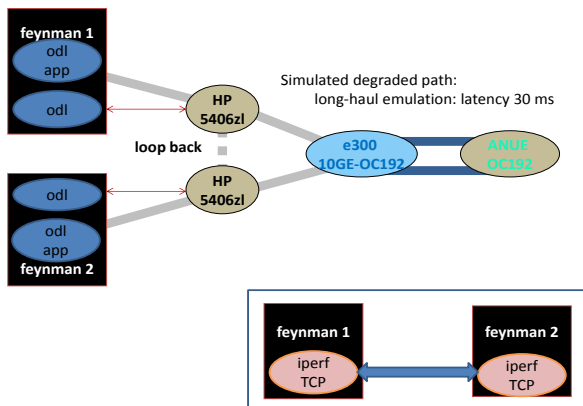 feynman 1
odl
app
odl
HP
5406zl
loop back
HP
5406zl
Simulated degraded path:
long-haul emulation: latency 30 ms
e300
10GE-OC192
ANUE
OC192
odl
odl
app
feynman 2
feynman 1
iperf
TCP
feynman 2
iperf
TCP